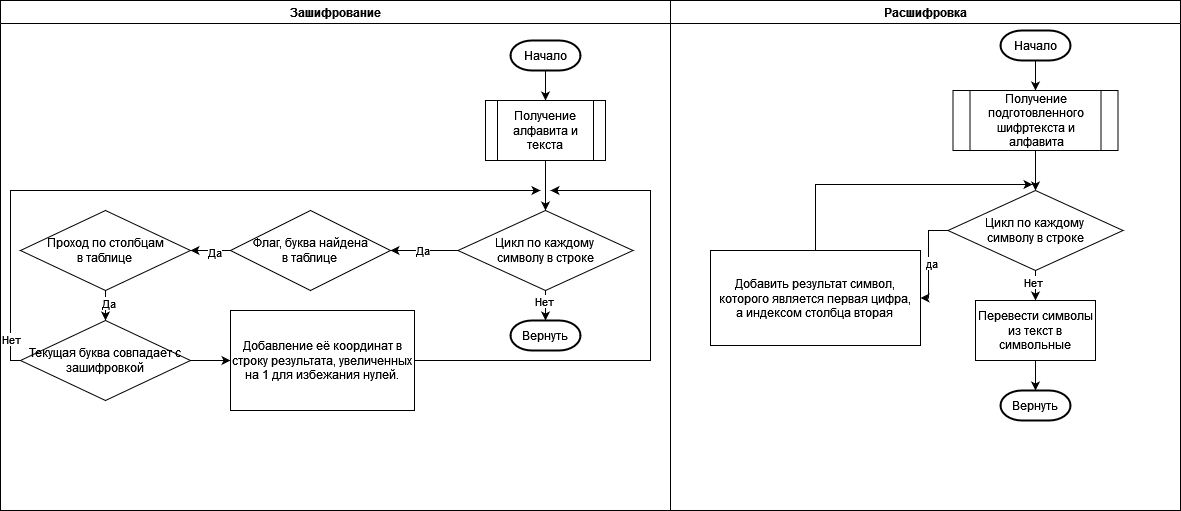 Зашифрование
Начало
Получение
алфавита и
текста
Цикл по каждому
символу в строке
Да
Флаг, буква найдена
в таблице
Да
Проход по столбцам
в таблице
Да
Текущая буква совпадает с
зашифровкой
Нет
Добавление её координат в
строку результата, увеличенных
на 1 для избежания нулей.
Нет
Вернуть
Расшифровка
Начало
Получение
подготовленного
шифртекста и
алфавита
Цикл по каждому
символу в строке
да
Добавить результат символ,
которого является первая цифра,
а индексом столбца вторая
Нет
Перевести символы
из текст в
символьные
Вернуть